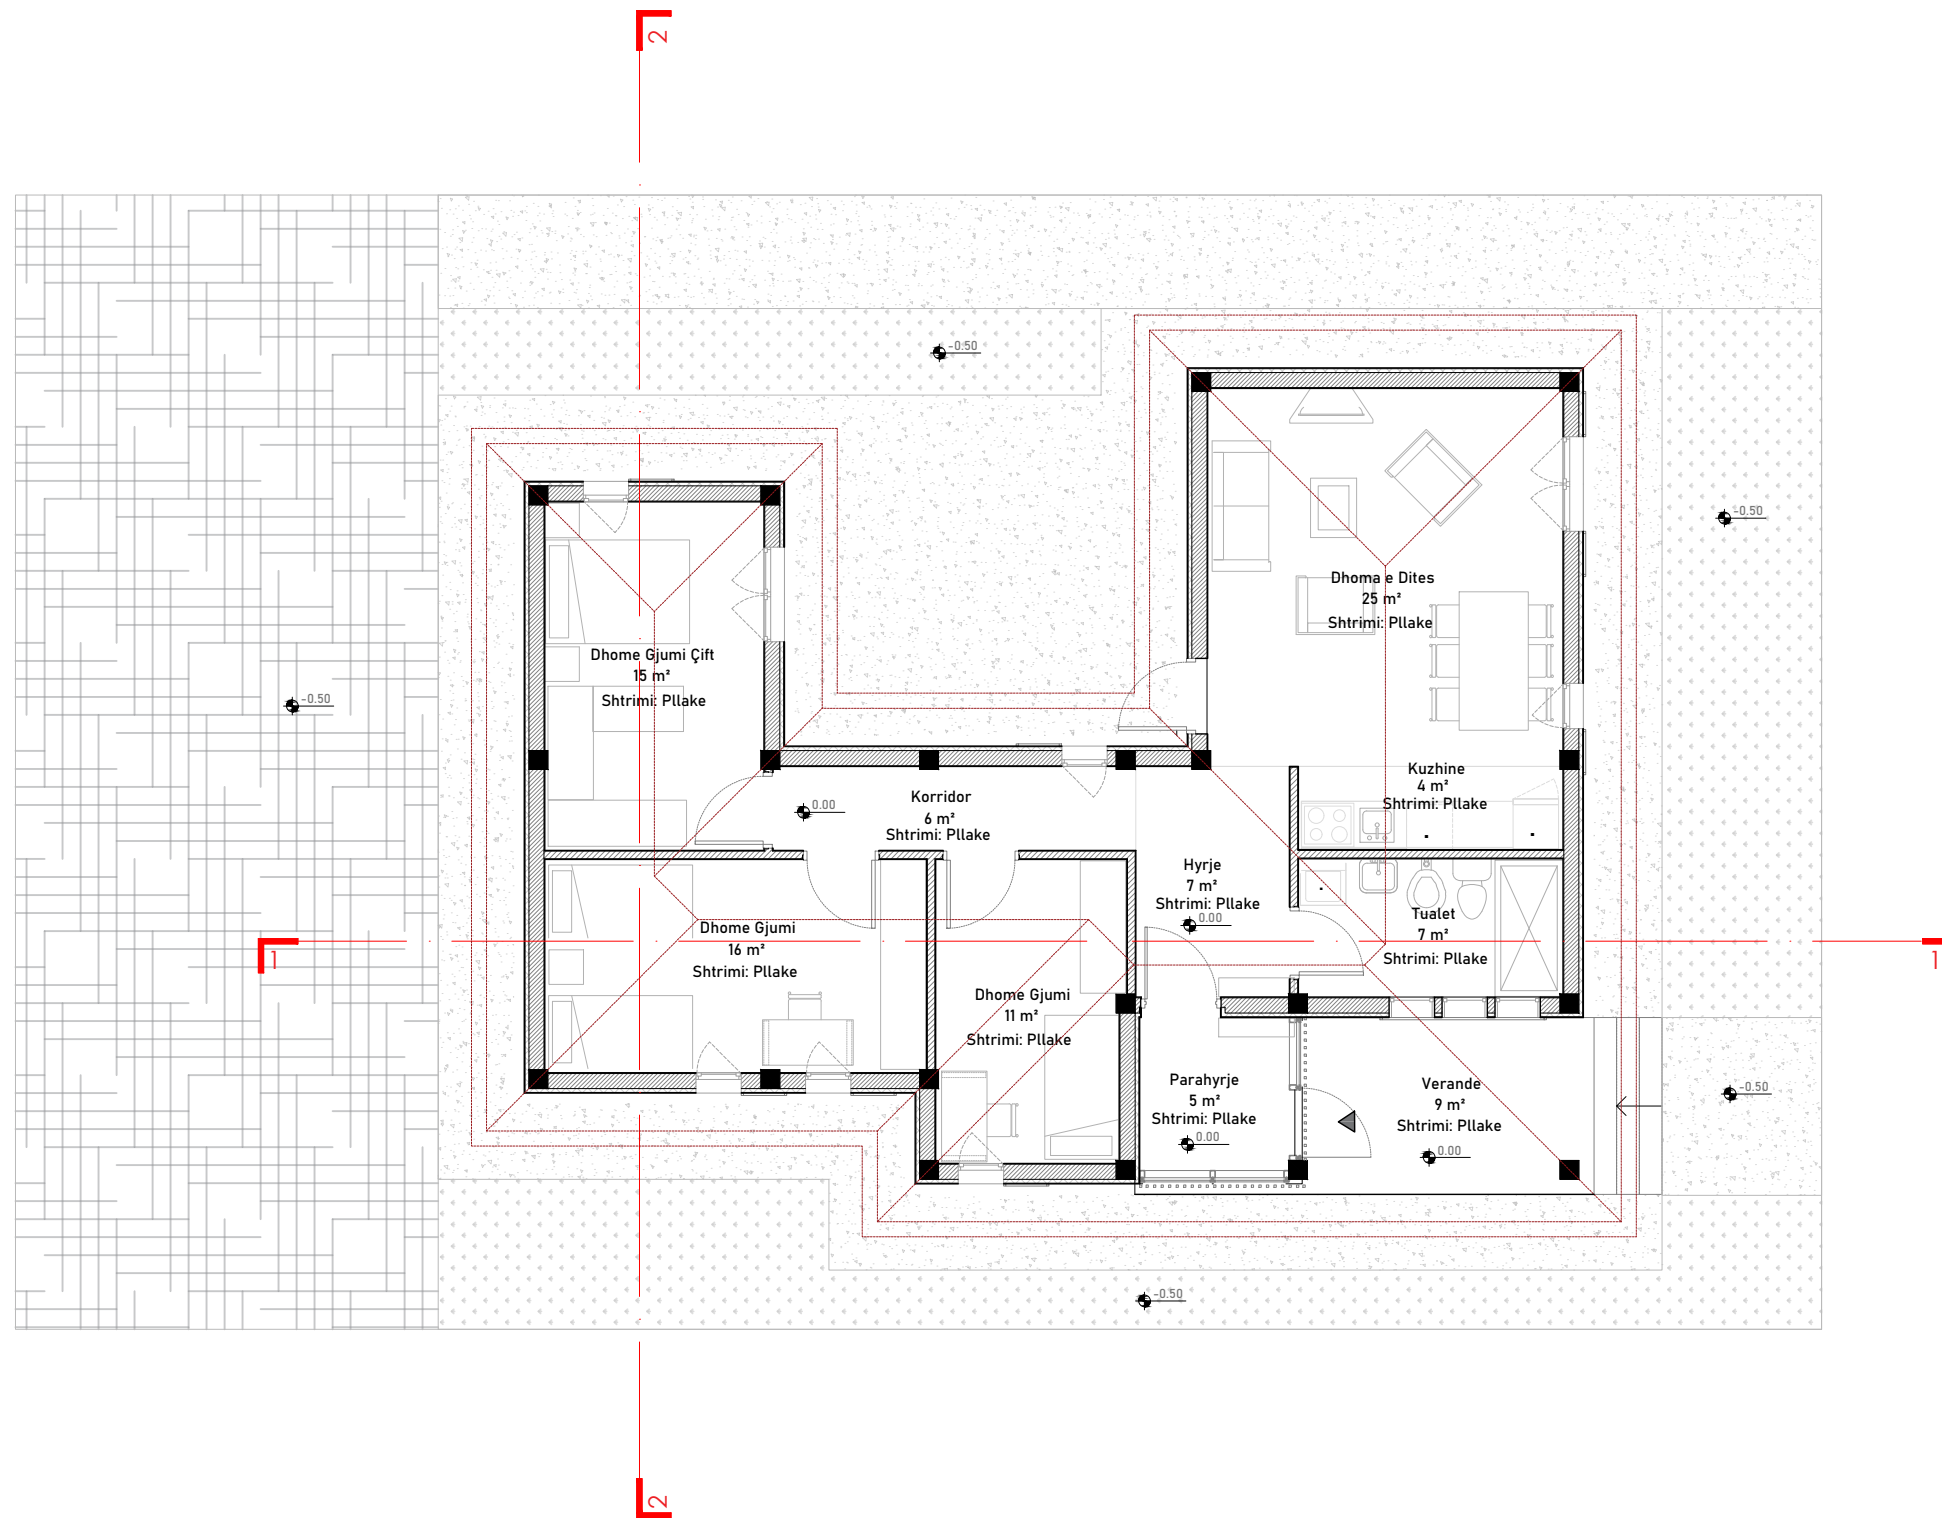 2
-0.50
-0.50
Dhoma e Dites
25 m²
Shtrimi: Pllake
Dhome Gjumi Çift
15 m²
Shtrimi: Pllake
-0.50
Kuzhine
4 m²
Shtrimi: Pllake
Korridor
6 m²
Shtrimi: Pllake
0.00
Hyrje
7 m²
Shtrimi: Pllake
0.00
Tualet
7 m²
Shtrimi: Pllake
Dhome Gjumi
16 m²
Shtrimi: Pllake
1
1
Dhome Gjumi
11 m²
Shtrimi: Pllake
Parahyrje
5 m²
Shtrimi: Pllake
0.00
Verande
9 m²
Shtrimi: Pllake
0.00
-0.50
-0.50
2